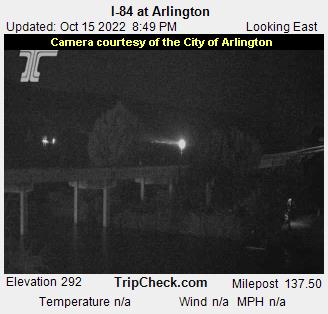 I-84 at Arlington
Updated: Oct 15 2022 8:49 PM Looking East
Camera courtesy of the City of Arlington
Elevation 292 TripCheck.com Milepost 137.50
Temperature n/a Wind n/a MPH n/a